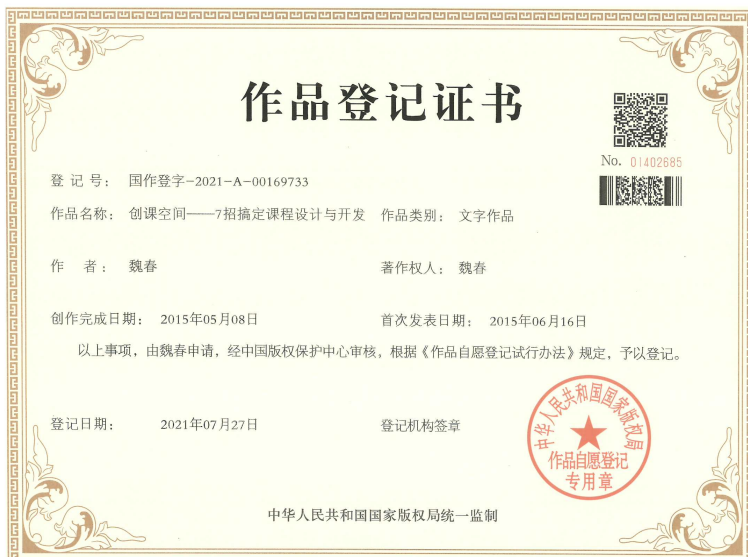 作品登记证书
No. 01402685
登记号： 国作登字-2021-A-00169733
作品名称： 创课空间——7招搞定课程设计与开发 作品类别： 文字作品
作 者： 魏春 著作权人： 魏春
创作完成日期： 2015年05月08日 首次发表日期： 2015年06月16日
以上事项，由魏春申请，经中国版权保护中心审核，根据《作品自愿登记试行办法》规定，予以登记。
登记日期： 2021年07月27日 登记机构签章
中华人民共和国国家版权局
作品自愿登记
专用章
中华人民共和国国家版权局统一监制